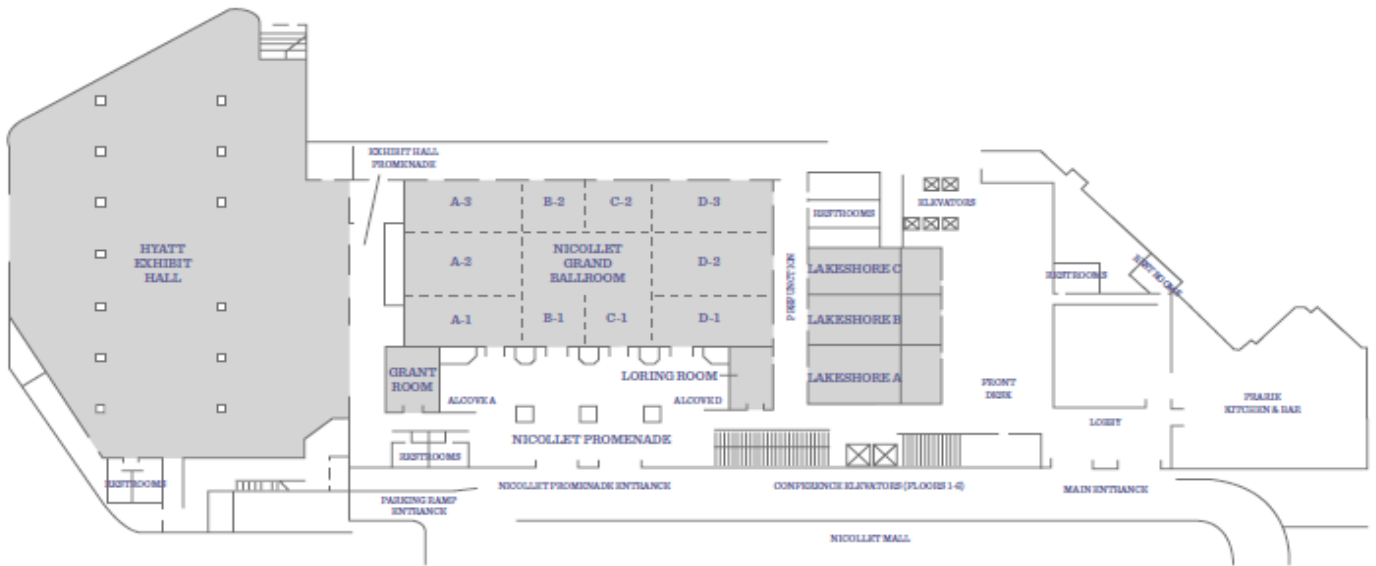 EXHIBIT HALL
PROMENADE
A-3
B-2
C-2
D-3
RESTROOMS
ELEVATORS
HYATT
EXHIBIT
HALL
NICOLLET
GRAND
BALLROOM
A-2
D-2
PREFUNCTION
LAKESHORE C
RESTROOMS
RESTROOMS
A-1
B-1
C-1
D-1
LAKESHORE B
GRANT
ROOM
LORING ROOM
LAKESHORE A
ALCOVE A
ALCOVE D
FRONT
DESK
PRARIE
KITCHEN & BAR
LOBBY
NICOLLET PROMENADE
RESTROOMS
RESTROOMS
NICOLLET PROMENADE ENTRANCE
CONFERENCE ELEVATORS (FLOORS 1-6)
MAIN ENTRANCE
PARKING RAMP
ENTRANCE
NICOLLET MALL